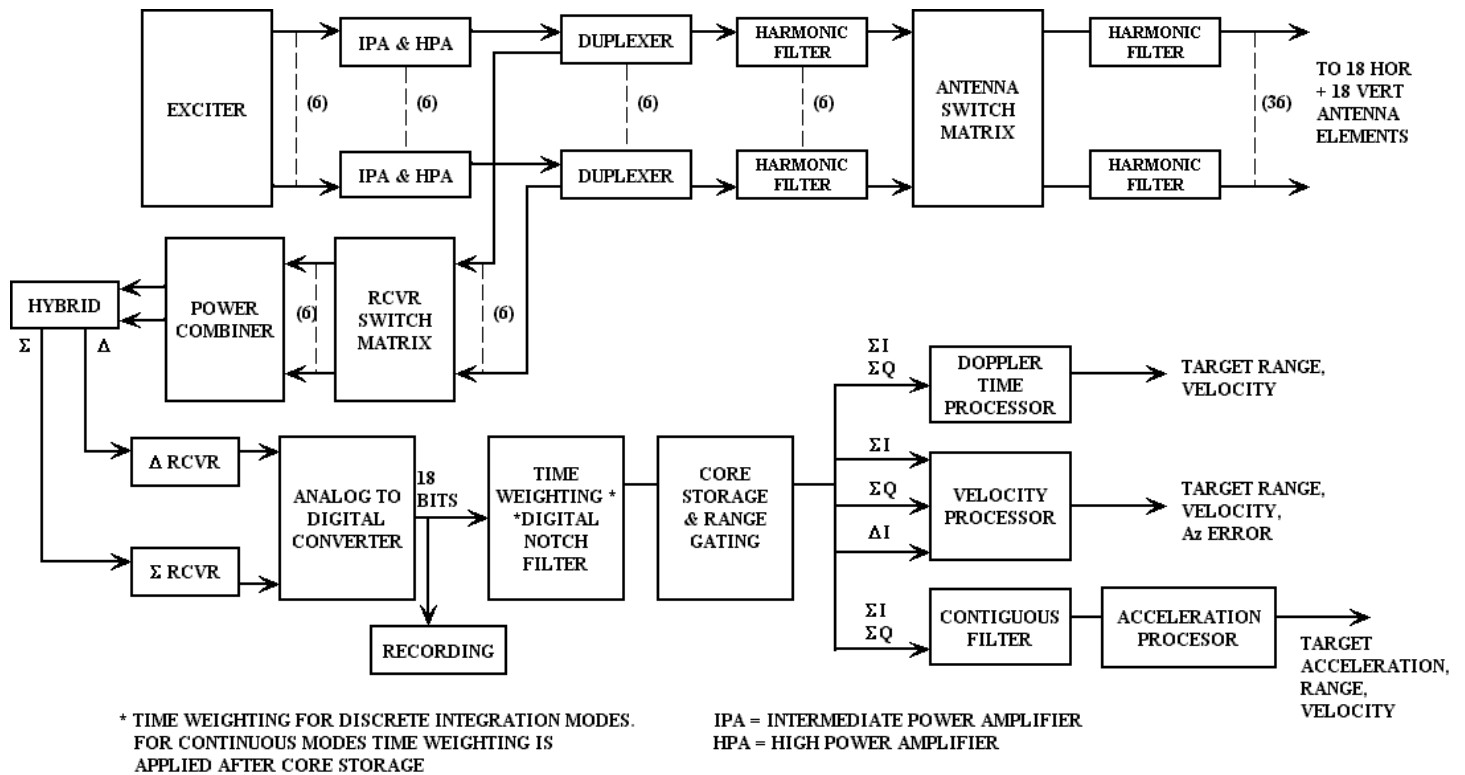 EXCITER
(6)
IPA & HPA
(6)
IPA & HPA
DUPLEXER
(6)
DUPLEXER
HARMONIC
FILTER
(6)
HARMONIC
FILTER
ANTENNA
SWITCH
MATRIX
HARMONIC
FILTER
HARMONIC
FILTER
(36)
TO 18 HOR
+ 18 VERT
ANTENNA
ELEMENTS
HYBRID
Σ
Δ
POWER
COMBINER
(6)
RCVR
SWITCH
MATRIX
(6)
Δ RCVR
Σ RCVR
ANALOG TO
DIGITAL
CONVERTER
18
BITS
RECORDING
TIME
WEIGHTING *
*DIGITAL
NOTCH
FILTER
CORE
STORAGE
& RANGE
GATING
ΣI
ΣQ
DOPPLER
TIME
PROCESSOR
TARGET RANGE,
VELOCITY
ΣI
ΣQ
ΔI
VELOCITY
PROCESSOR
TARGET RANGE,
VELOCITY,
Az ERROR
ΣI
ΣQ
CONTIGUOUS
FILTER
ACCELERATION
PROCESOR
TARGET
ACCELERATION,
RANGE,
VELOCITY
* TIME WEIGHTING FOR DISCRETE INTEGRATION MODES.
FOR CONTINUOUS MODES TIME WEIGHTING IS
APPLIED AFTER CORE STORAGE
IPA = INTERMEDIATE POWER AMPLIFIER
HPA = HIGH POWER AMPLIFIER